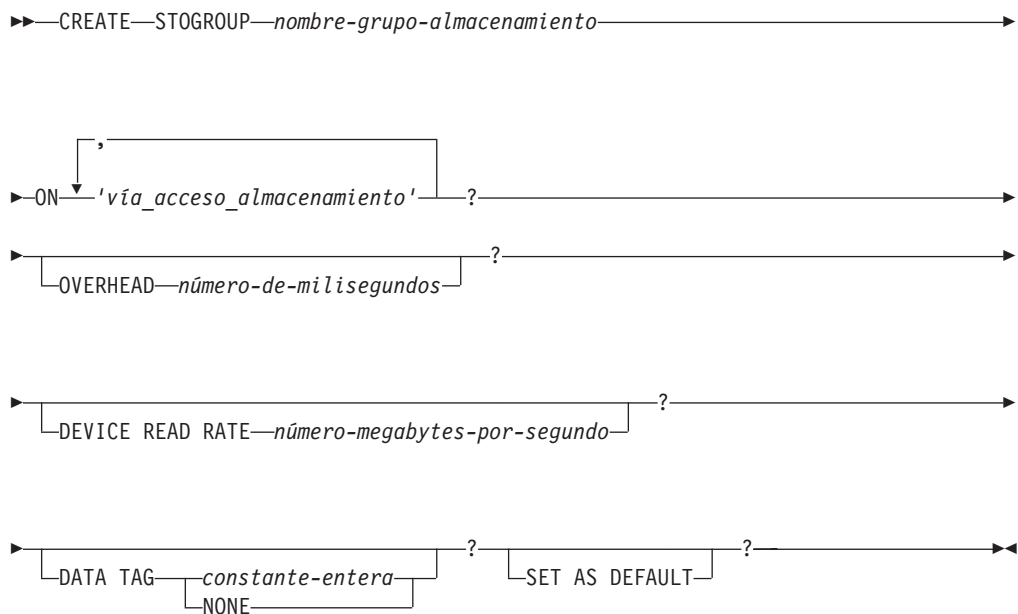 CREATE STOGROUP nombre-grupo-almacenamiento
,
ON 'vía_acceso_almacenamiento' ?
?
OVERHEAD número-de-milisegundos
?
DEVICE READ RATE número-megabytes-por-segundo
? ?
DATA TAG constante-entera SET AS DEFAULT
NONE